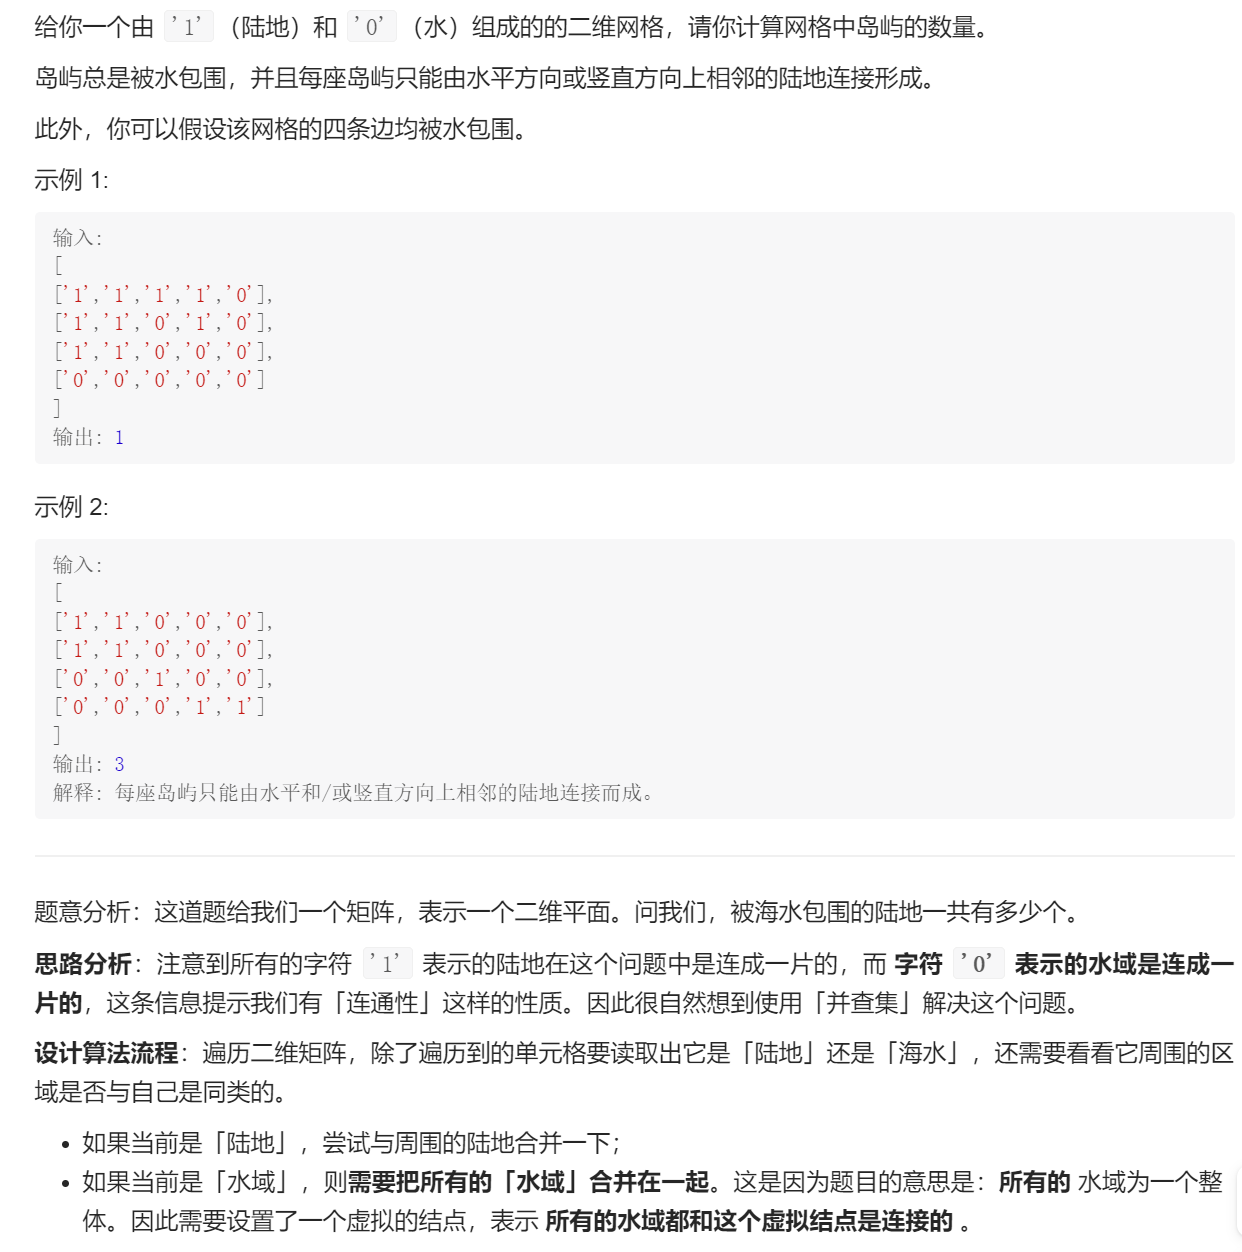 给你一个由 '1' （陆地）和 '0' （水）组成的的二维网格，请你计算网格中岛屿的数量。
岛屿总是被水包围，并且每座岛屿只能由水平方向或竖直方向上相邻的陆地连接形成。
此外，你可以假设该网格的四条边均被水包围。
示例 1:
输入:
[
['1','1','1','1','0'],
['1','1','0','1','0'],
['1','1','0','0','0'],
['0','0','0','0','0']
]
输出: 1
示例 2:
输入:
[
['1','1','0','0','0'],
['1','1','0','0','0'],
['0','0','1','0','0'],
['0','0','0','1','1']
]
输出: 3
解释: 每座岛屿只能由水平和/或竖直方向上相邻的陆地连接而成。
题意分析：这道题给我们一个矩阵，表示一个二维平面。问我们，被海水包围的陆地一共有多少个。
思路分析：注意到所有的字符 '1' 表示的陆地在这个问题中是连成一片的，而 字符 '0' 表示的水域是连成一
片的，这条信息提示我们有「连通性」这样的性质。因此很自然想到使用「并查集」解决这个问题。
设计算法流程：遍历二维矩阵，除了遍历到的单元格要读取出它是「陆地」还是「海水」，还需要看看它周围的区
域是否与自己是同类的。
• 如果当前是「陆地」，尝试与周围的陆地合并一下；
• 如果当前是「水域」，则需要把所有的「水域」合并在一起。这是因为题目的意思是：所有的 水域为一个整
体。因此需要设置了一个虚拟的结点，表示 所有的水域都和这个虚拟结点是连接的 。